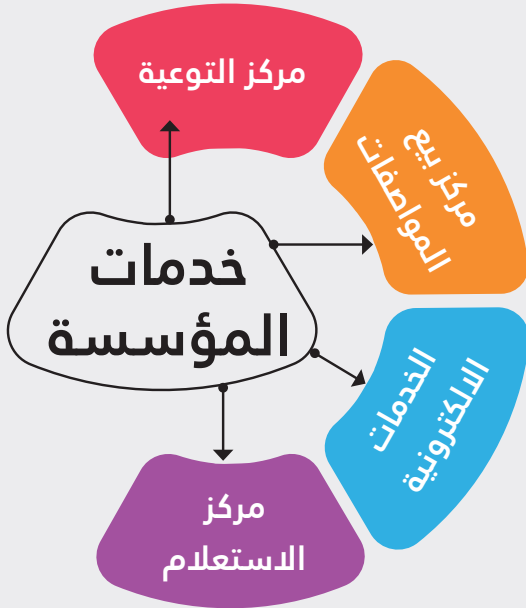 مركز التوعية
مركز بيع
المواصفات
خدمات
المؤسسة
الخدمات
الالكترونية
مركز
الاستعلام